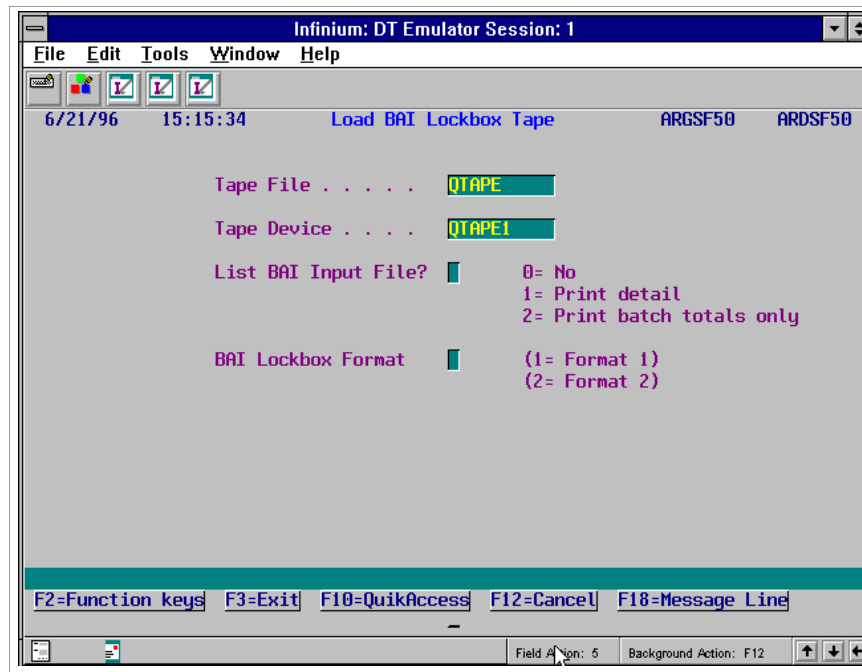 Infinium: DT Emulator Session: 1
File Edit Tools Window Help
6/21/96 15:15:34 Load BAI Lockbox Tape ARGSF50 ARDSF50
Tape File . . . . . QTAPE
Tape Device . . . . QTAPE1
List BAI Input File? 0= No
1= Print detail
2= Print batch totals only
BAI Lockbox Format (1= Format 1)
(2= Format 2)
F2=Function keys F3=Exit F10=QuikAccess F12=Cancel F18=Message Line
Field Action: 5 Background Action: F12